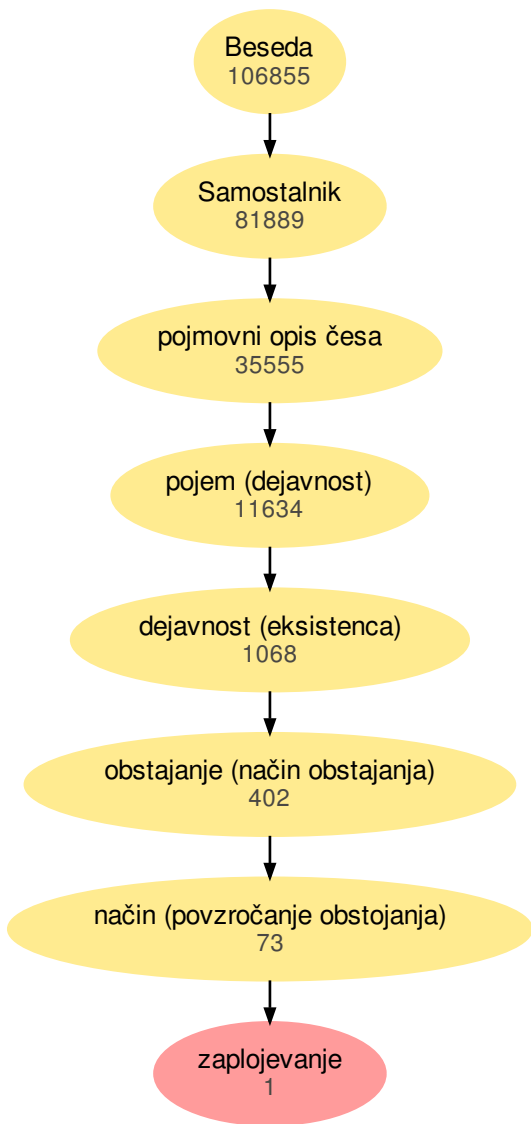 Beseda
106855
Samostalnik
81889
pojmovni opis česa
35555
pojem (dejavnost)
11634
dejavnost (eksistenca)
1068
obstajanje (način obstajanja)
402
način (povzročanje obstojanja)
73
zaplojevanje
1